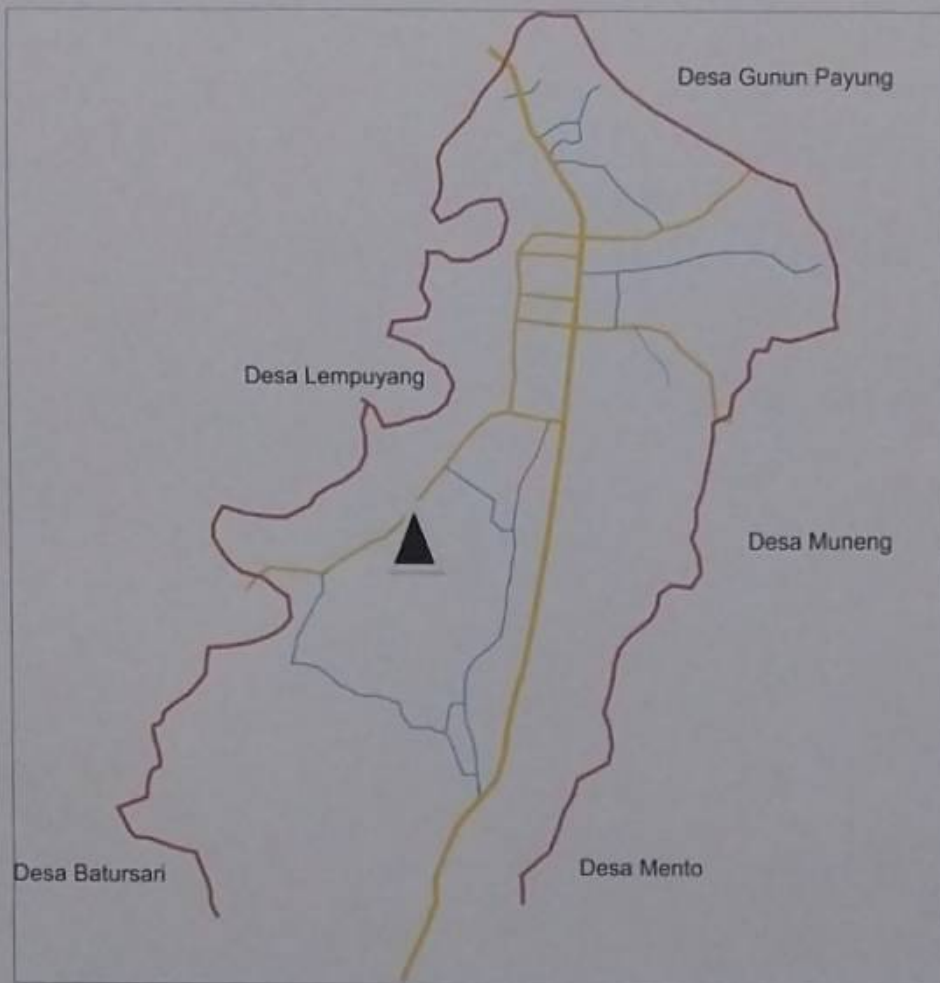 Desa Gunun Payung
Desa Lempuyang
Desa Muneng
Desa Batursari
Desa Mento